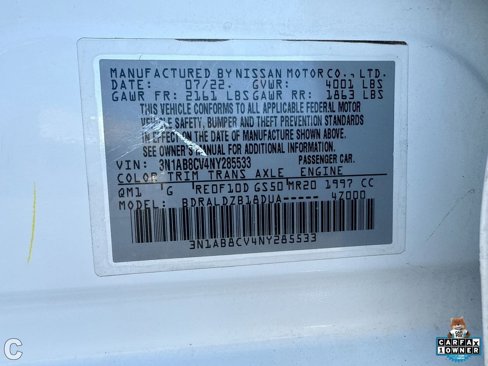 MANUFACTURED BY NISSAN MOTOR CO., LTD.
DATE: 07/22. GVWR: 4001 LBS
GAWR FR: 2161 LBS GAWR RR: 1863 LBS
THIS VEHICLE CONFORMS TO ALL APPLICABLE FEDERAL MOTOR
VEHICLE SAFETY, BUMPER AND THEFT PREVENTION STANDARDS
IN EFFECT ON THE DATE OF MANUFACTURE SHOWN ABOVE.
SEE OWNER'S MANUAL FOR ADDITIONAL INFORMATION.
VIN: 3N1AB8CV4NY285533 PASSENGER CAR.
COLOR TRIM TRANS AXLE ENGINE
QM1 G RE0F10D GS50 MR20 1997 CC
MODEL: BDRALDZB18DUA----- 4Z000
3N1AB8CV4NY285533
C
CARFAX
1 OWNER